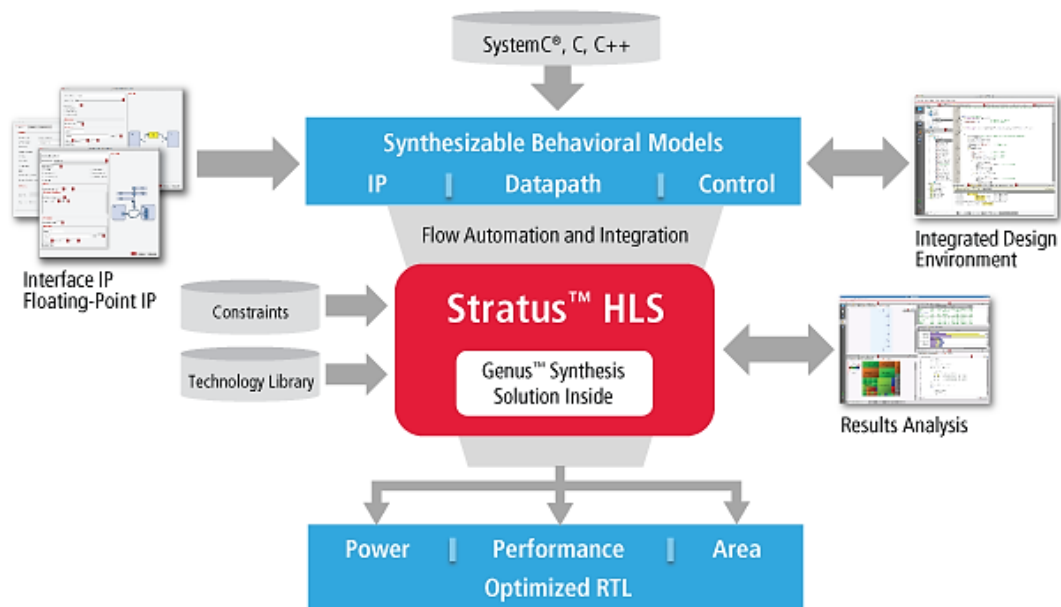 SystemC®, C, C++
Synthesizable Behavioral Models
IP | Datapath | Control
Flow Automation and Integration
Interface IP
Floating-Point IP
Integrated Design
Environment
Constraints
Technology Library
Stratus™ HLS
Genus™ Synthesis
Solution Inside
Results Analysis
Power | Performance | Area
Optimized RTL